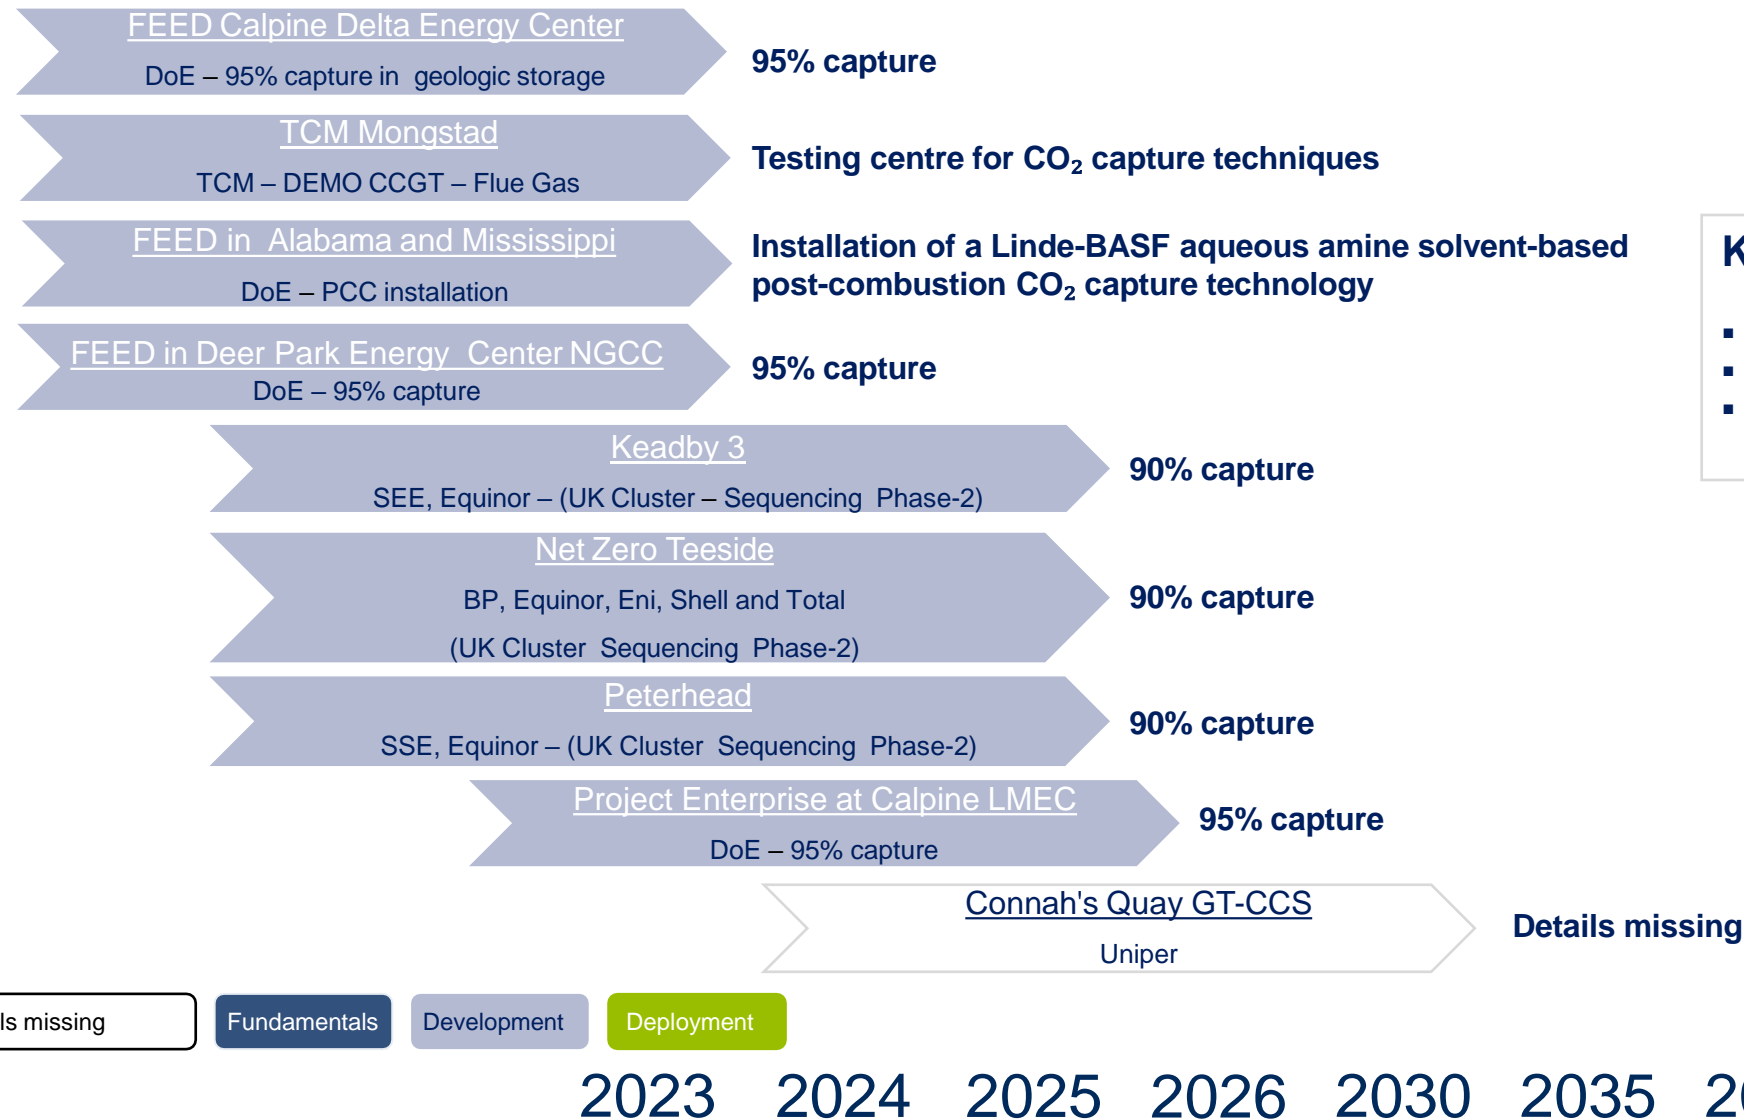 FEED Calpine Delta Energy Center
DoE – 95% capture in geologic storage
95% capture
TCM Mongstad
TCM – DEMO CCGT – Flue Gas
Testing centre for CO₂ capture techniques
FEED in Alabama and Mississippi
DoE – PCC installation
Installation of a Linde-BASF aqueous amine solvent-based
post-combustion CO₂ capture technology
K
FEED in Deer Park Energy Center NGCC
DoE – 95% capture
95% capture
Keadby 3
SEE, Equinor – (UK Cluster – Sequencing Phase-2)
90% capture
Net Zero Teeside
BP, Equinor, Eni, Shell and Total
(UK Cluster Sequencing Phase-2)
90% capture
Peterhead
SSE, Equinor – (UK Cluster Sequencing Phase-2)
90% capture
Project Enterprise at Calpine LMEC
DoE – 95% capture
95% capture
Connah's Quay GT-CCS
Uniper
Details missing
ls missing
Fundamentals
Development
Deployment
2023 2024 2025 2026 2030 2035 20